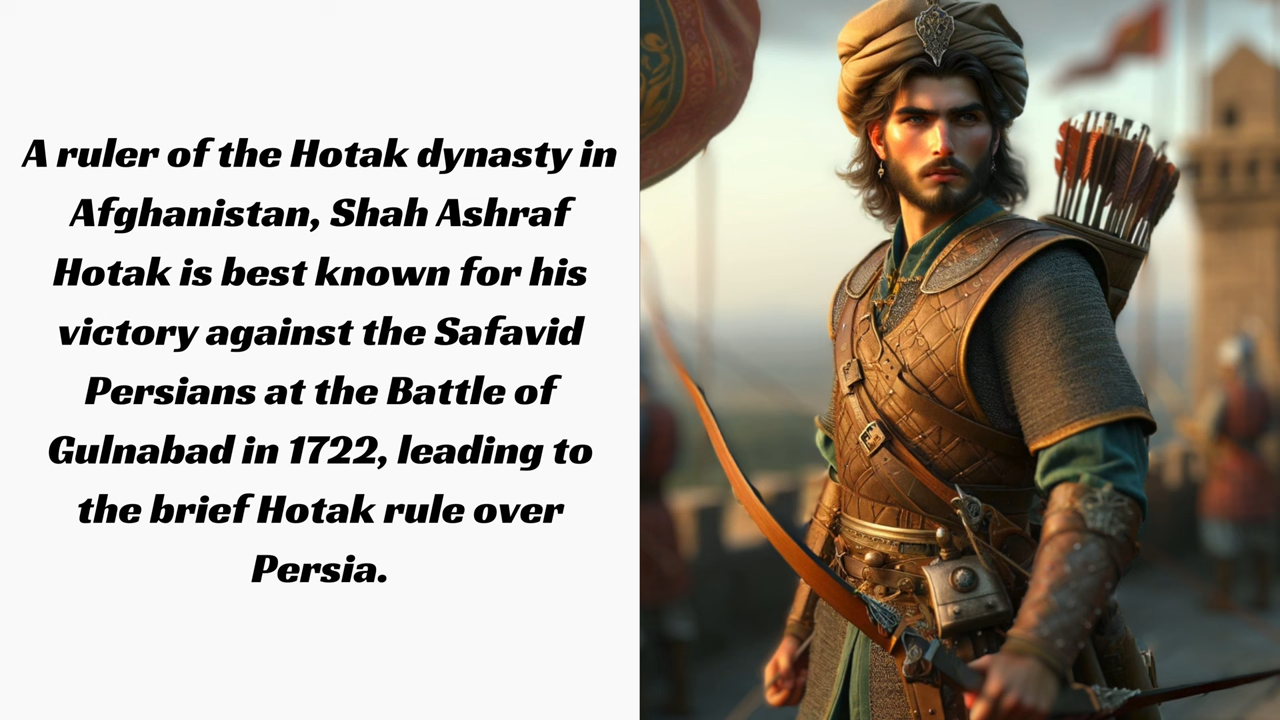 A ruler of the Hotak dynasty in
Afghanistan, Shah Ashraf
Hotak is best known for his
victory against the Safavid
Persians at the Battle of
Gulnabad in 1722, leading to
the brief Hotak rule over
Persia.